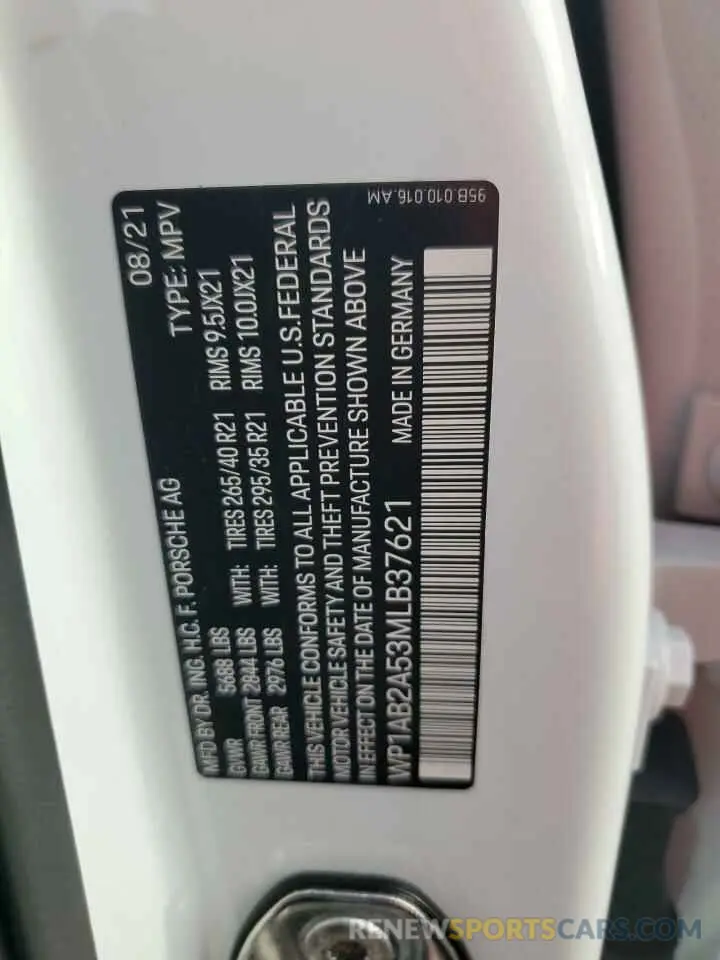 MFD BY DR. ING. H.C. F. PORSCHE AG 08/21
GVWR 5688 LBS TYPE: MPV
GAWR FRONT 2844 LBS WITH: TIRES 265/40 R21 RIMS 9.5JX21
GAWR REAR 2976 LBS WITH: TIRES 295/35 R21 RIMS 10.0JX21
THIS VEHICLE CONFORMS TO ALL APPLICABLE U.S. FEDERAL
MOTOR VEHICLE SAFETY AND THEFT PREVENTION STANDARDS
IN EFFECT ON THE DATE OF MANUFACTURE SHOWN ABOVE
WP1AB2A53MLB37621 MADE IN GERMANY
95B.010.016.AM
RENEWSPORTSCARS.COM